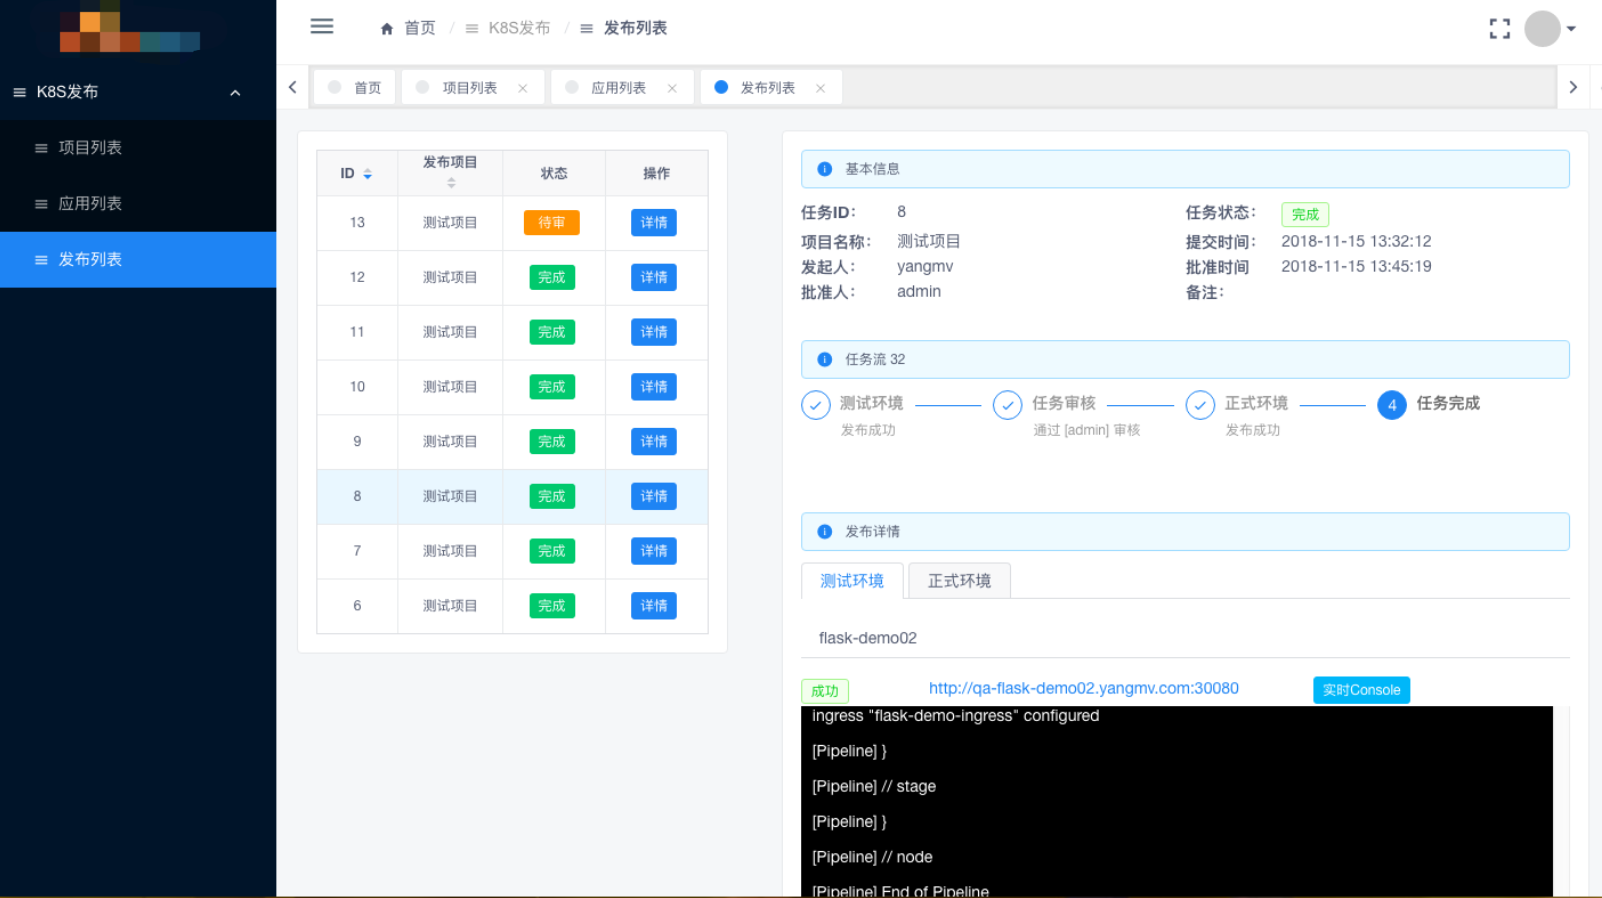 首页 / K8S发布 / 发布列表
K8S发布
项目列表
应用列表
发布列表
首页
项目列表
应用列表
发布列表
ID 发布项目 状态 操作
13 测试项目 待审 详情
12 测试项目 完成 详情
11 测试项目 完成 详情
10 测试项目 完成 详情
9 测试项目 完成 详情
8 测试项目 完成 详情
7 测试项目 完成 详情
6 测试项目 完成 详情
基本信息
任务ID： 8 任务状态： 完成
项目名称： 测试项目 提交时间： 2018-11-15 13:32:12
发起人： yangmv 批准时间 2018-11-15 13:45:19
批准人： admin 备注：
任务流 32
测试环境 任务审核 正式环境 4 任务完成
发布成功 通过 [admin] 审核 发布成功
发布详情
测试环境 正式环境
flask-demo02
成功 http://qa-flask-demo02.yangmv.com:30080 实时Console
ingress "flask-demo-ingress" configured
[Pipeline] }
[Pipeline] // stage
[Pipeline] }
[Pipeline] // node
[Pipeline] End of Pipeline